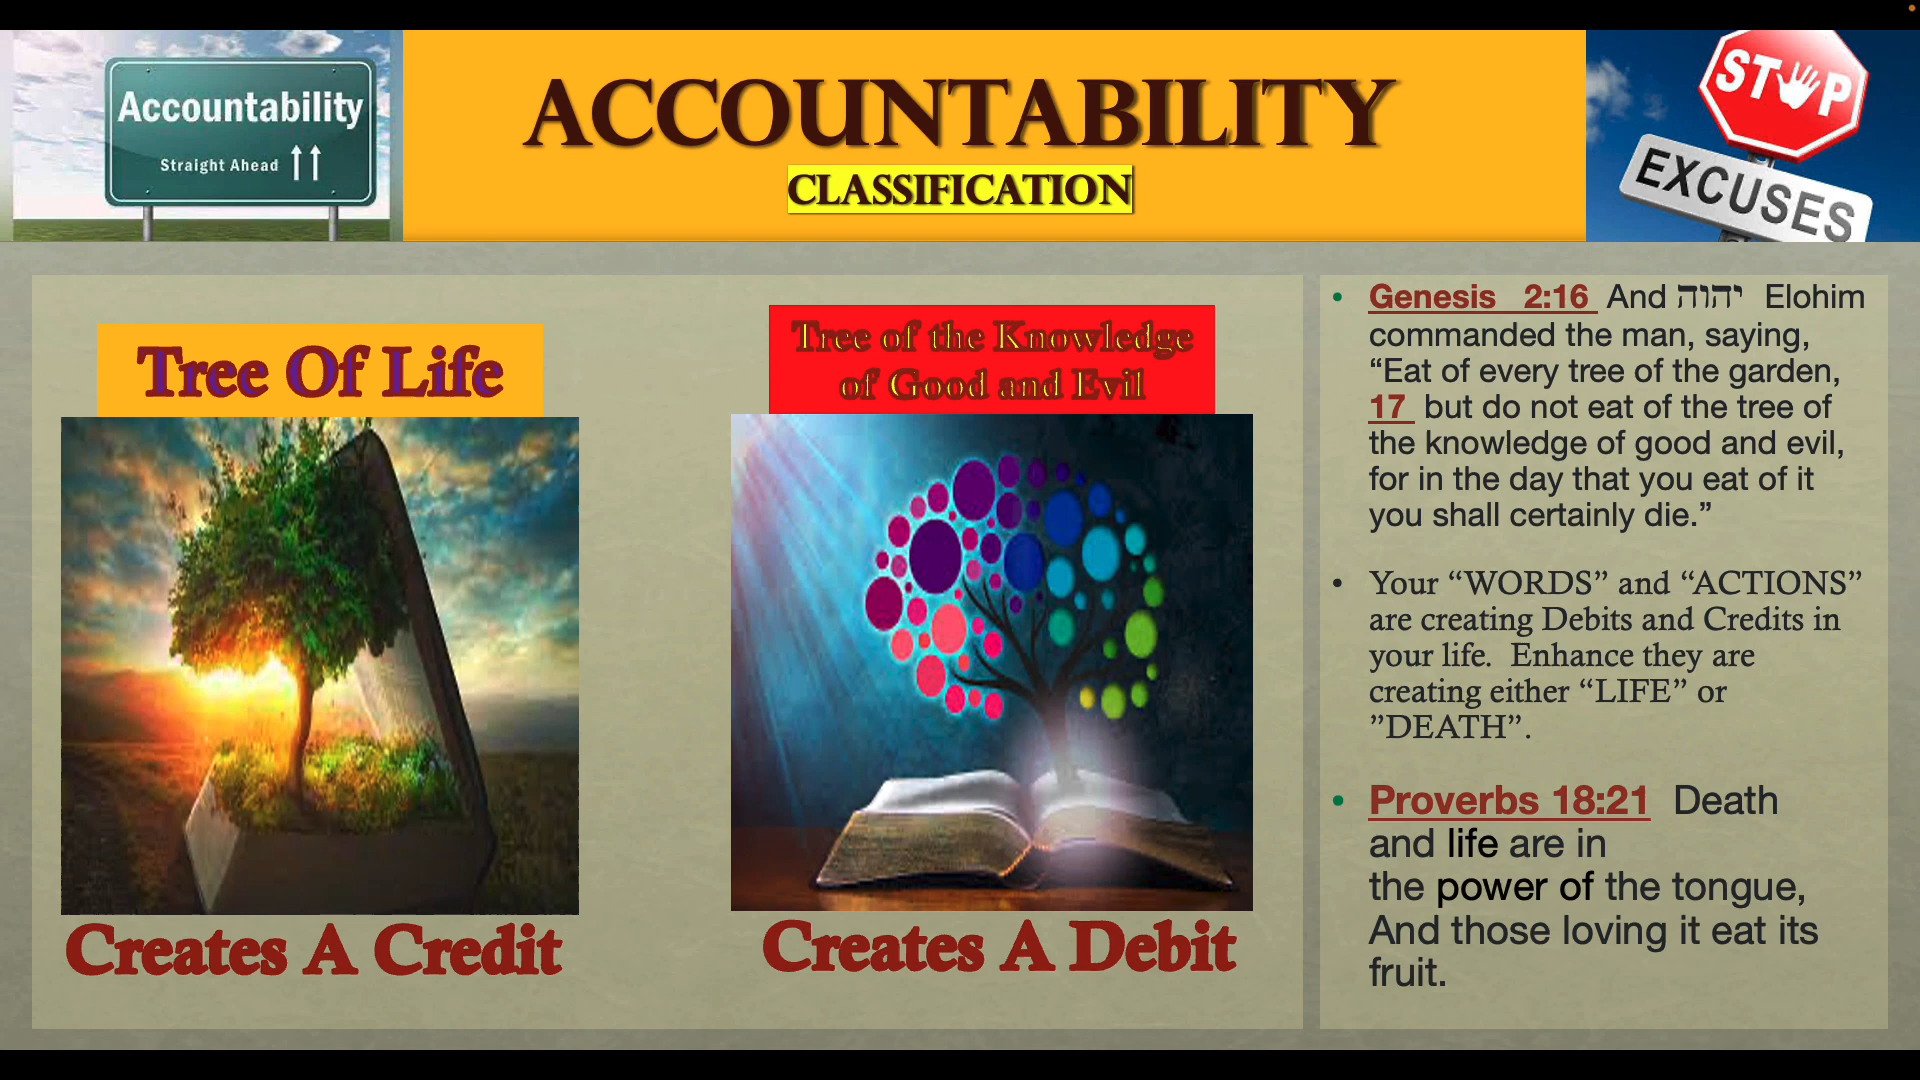 Accountability
Straight Ahead
ACCOUNTABILITY
CLASSIFICATION
STOP
EXCUSES
Tree Of Life
Creates A Credit
Tree of the Knowledge
of Good and Evil
Creates A Debit
• Genesis 2:16 And יהוה Elohim
commanded the man, saying,
“Eat of every tree of the garden,
17 but do not eat of the tree of
the knowledge of good and evil,
for in the day that you eat of it
you shall certainly die.”
• Your “WORDS” and “ACTIONS”
are creating Debits and Credits in
your life. Enhance they are
creating either “LIFE” or
”DEATH”.
• Proverbs 18:21 Death
and life are in
the power of the tongue,
And those loving it eat its
fruit.